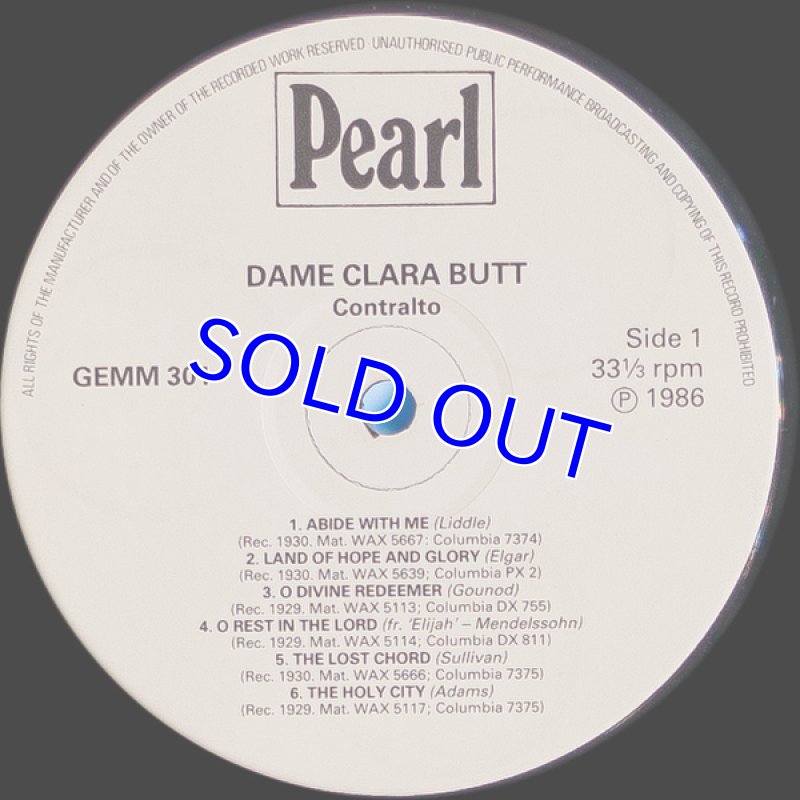 ALL RIGHTS OF THE MANUFACTURER AND OF THE OWNER OF THE RECORDED WORK RESERVED · UNAUTHORISED PUBLIC PERFORMANCE BROADCASTING AND COPYING OF THIS RECORD PROHIBITED
Pearl
DAME CLARA BUTT
Contralto
Side 1
33⅓ rpm
GEMM
Ⓟ 1986
SOLD OUT
1. ABIDE WITH ME (Liddle)
(Rec. 1930. Mat. WAX 5667: Columbia 7374)
2. LAND OF HOPE AND GLORY (Elgar)
(Rec. 1930. Mat. WAX 5639; Columbia PX 2)
3. O DIVINE REDEEMER (Gounod)
(Rec. 1929. Mat. WAX 5113; Columbia DX 755)
4. O REST IN THE LORD (fr. 'Elijah' – Mendelssohn)
(Rec. 1929. Mat. WAX 5114; Columbia DX 811)
5. THE LOST CHORD (Sullivan)
(Rec. 1930. Mat. WAX 5666; Columbia 7375)
6. THE HOLY CITY (Adams)
(Rec. 1929. Mat. WAX 5117; Columbia 7375)